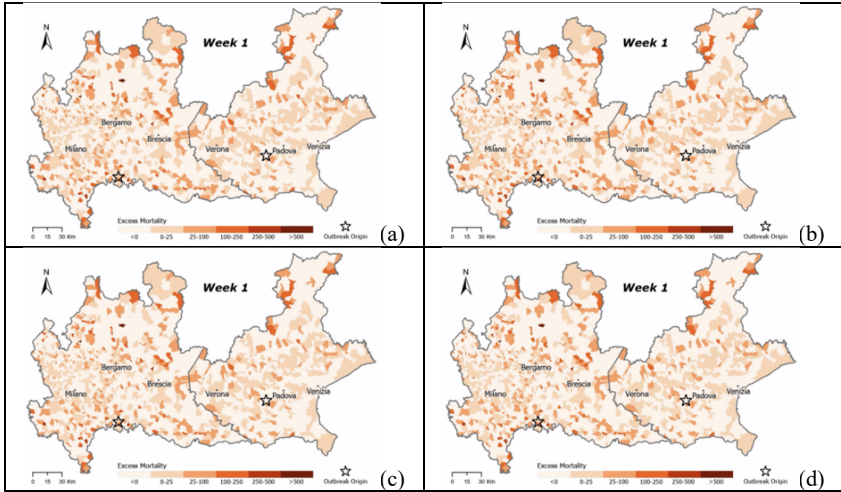 N
Week 1
Bergamo
Brescia
Milano
Verona
Padova
Venizia
Excess Mortality
0 15 30 Km
<0 0-25 25-100 100-250 250-500 >500
Outbreak Origin
(a)
N
Week 1
Bergamo
Brescia
Milano
Verona
Padova
Venizia
Excess Mortality
0 15 30 Km
<0 0-25 25-100 100-250 250-500 >500
Outbreak Origin
(b)
N
Week 1
Bergamo
Brescia
Milano
Verona
Padova
Venizia
Excess Mortality
0 15 30 Km
<0 0-25 25-100 100-250 250-500 >500
Outbreak Origin
(c)
N
Week 1
Bergamo
Brescia
Milano
Verona
Padova
Venizia
Excess Mortality
0 15 30 Km
<0 0-25 25-100 100-250 250-500 >500
Outbreak Origin
(d)